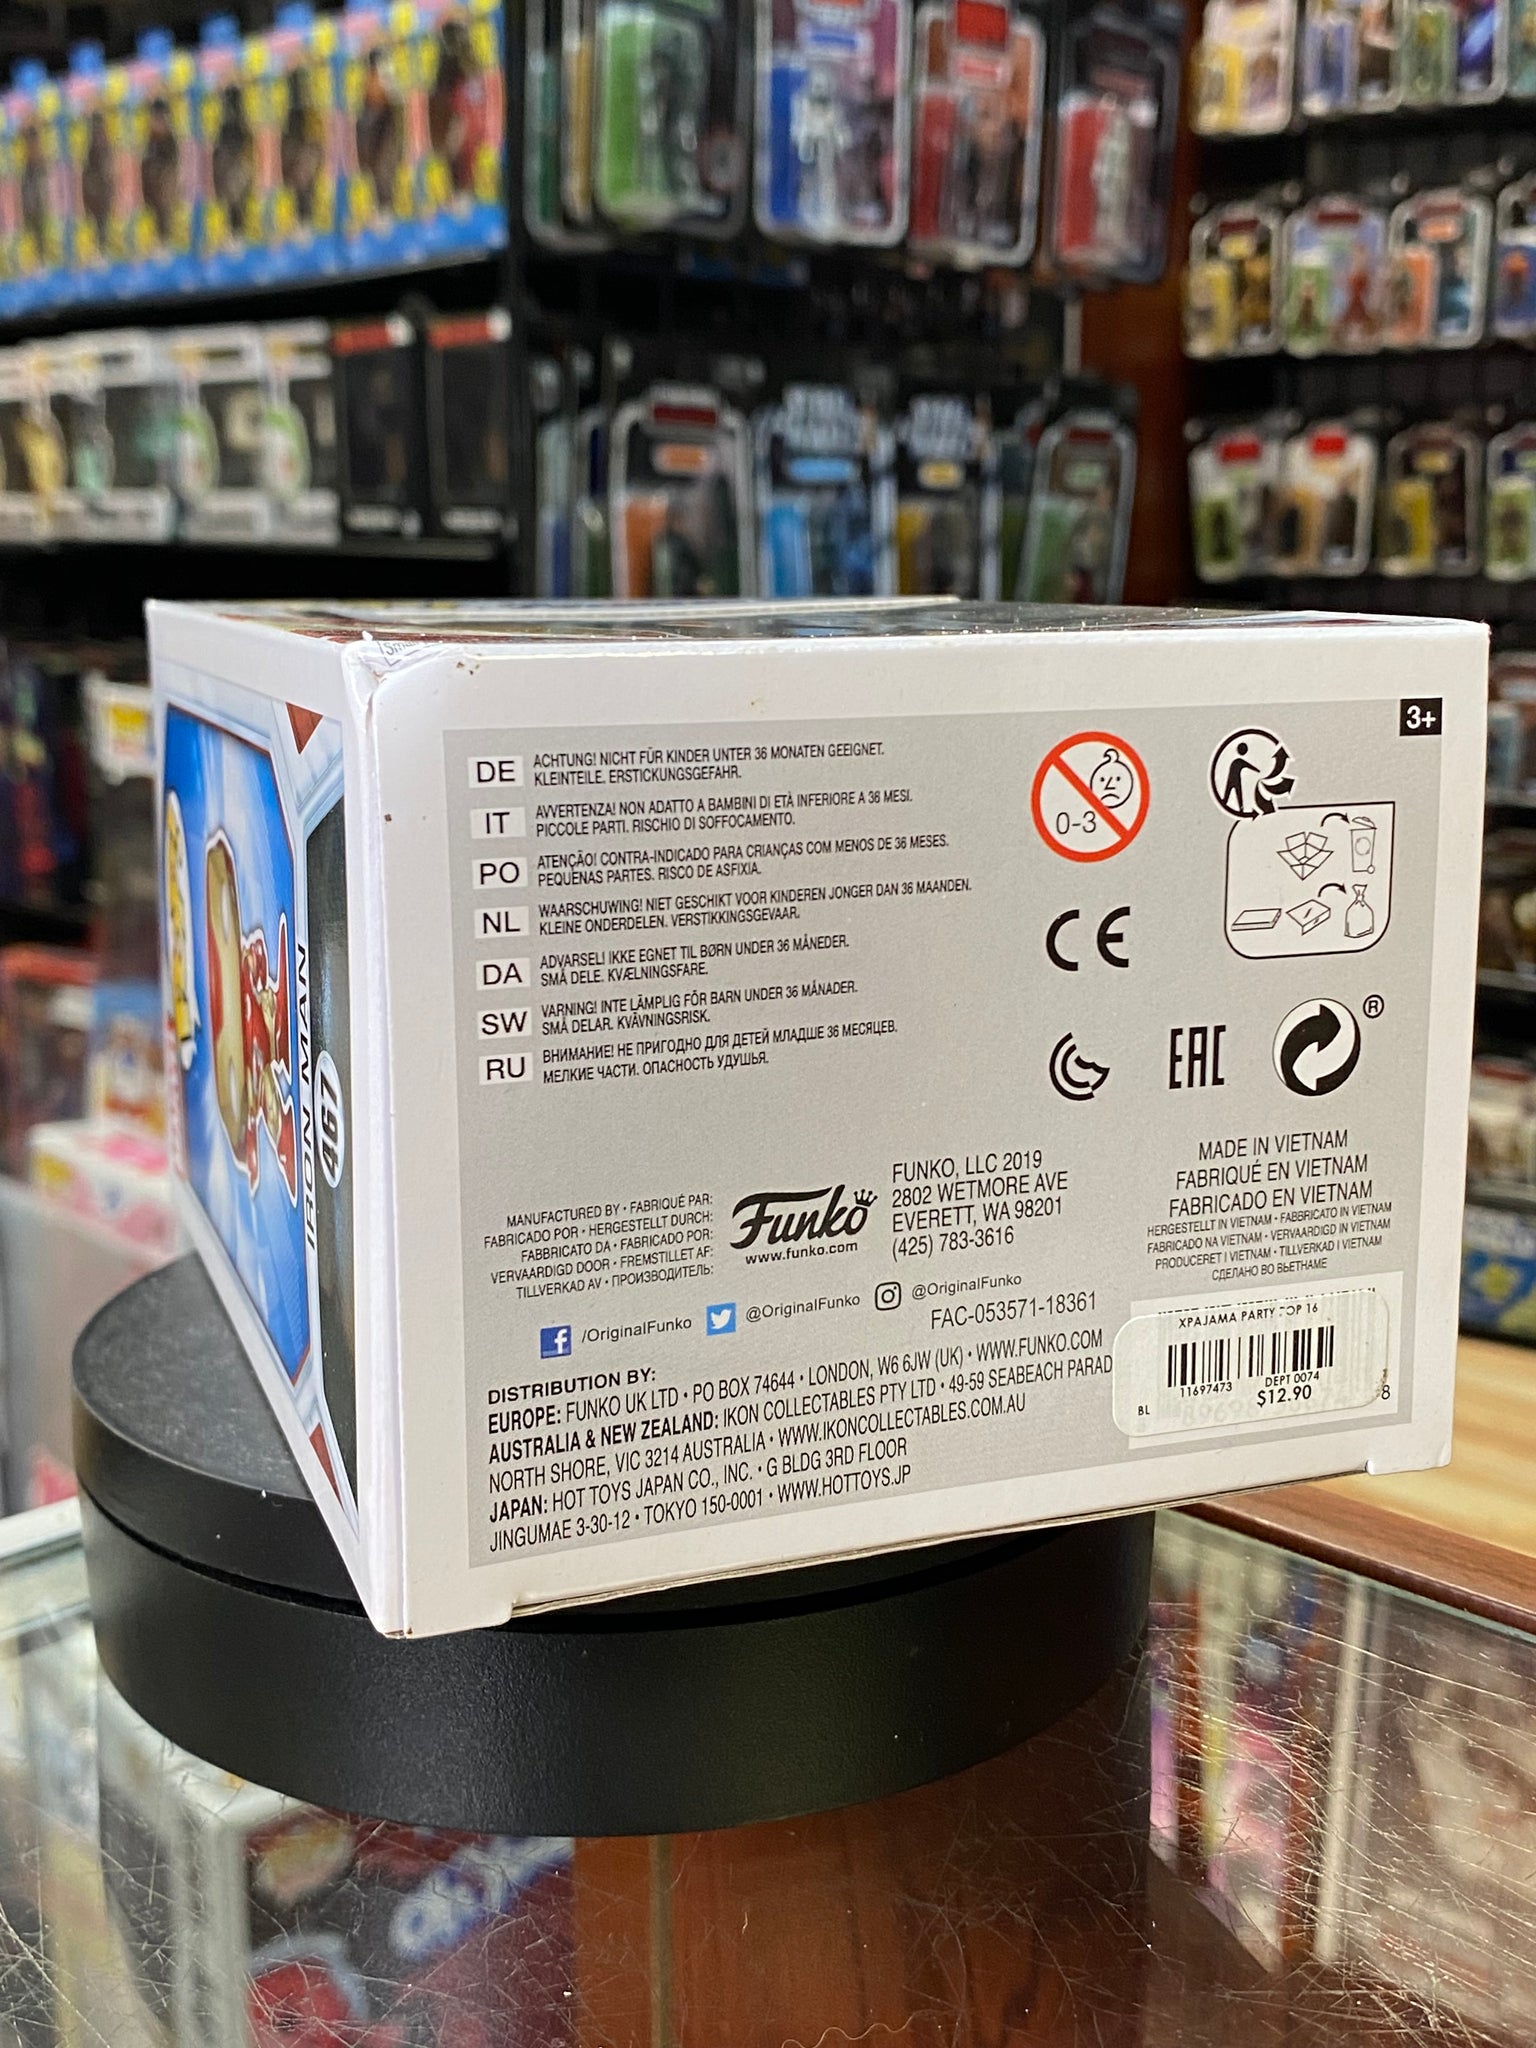 3+
DE ACHTUNG! NICHT FÜR KINDER UNTER 36 MONATEN GEEIGNET.
KLEINTEILE. ERSTICKUNGSGEFAHR.
IT AVVERTENZA! NON ADATTO A BAMBINI DI ETÀ INFERIORE A 36 MESI.
PICCOLE PARTI. RISCHIO DI SOFFOCAMENTO.
PO ATENÇÃO! CONTRA-INDICADO PARA CRIANÇAS COM MENOS DE 36 MESES.
PEQUENAS PARTES. RISCO DE ASFIXIA.
NL WAARSCHUWING! NIET GESCHIKT VOOR KINDEREN JONGER DAN 36 MAANDEN.
KLEINE ONDERDELEN. VERSTIKKINGSGEVAAR.
DA ADVARSEL! IKKE EGNET TIL BØRN UNDER 36 MÅNEDER.
SMÅ DELE. KVÆLNINGSFARE.
SW VARNING! INTE LÄMPLIG FÖR BARN UNDER 36 MÅNADER.
SMÅ DELAR. KVÄVNINGSRISK.
RU ВНИМАНИЕ! НЕ ПРИГОДНО ДЛЯ ДЕТЕЙ МЛАДШЕ 36 МЕСЯЦЕВ.
МЕЛКИЕ ЧАСТИ. ОПАСНОСТЬ УДУШЬЯ.
0-3
CE
EAC
®
IRON MAN
467
MANUFACTURED BY • FABRIQUÉ PAR:
FABRICADO POR • HERGESTELLT DURCH:
FABBRICATO DA • FABRICADO POR:
VERVAARDIGD DOOR • FREMSTILLET AF:
TILLVERKAD AV • ПРОИЗВОДИТЕЛЬ:
Funko
www.funko.com
FUNKO, LLC 2019
2802 WETMORE AVE
EVERETT, WA 98201
(425) 783-3616
MADE IN VIETNAM
FABRIQUÉ EN VIETNAM
FABRICADO EN VIETNAM
HERGESTELLT IN VIETNAM • FABBRICATO IN VIETNAM
FABRICADO NA VIETNAM • VERVAARDIGD IN VIETNAM
PRODUCERET I VIETNAM • TILLVERKAD I VIETNAM
СДЕЛАНО ВО ВЬЕТНАМЕ
f /OriginalFunko @OriginalFunko @OriginalFunko
FAC-053571-18361
DISTRIBUTION BY:
EUROPE: FUNKO UK LTD • PO BOX 74644 • LONDON, W6 6JW (UK) • WWW.FUNKO.COM
AUSTRALIA & NEW ZEALAND: IKON COLLECTABLES PTY LTD • 49-59 SEABEACH PARAD
NORTH SHORE, VIC 3214 AUSTRALIA • WWW.IKONCOLLECTABLES.COM.AU
JAPAN: HOT TOYS JAPAN CO., INC. • G BLDG 3RD FLOOR
JINGUMAE 3-30-12 • TOKYO 150-0001 • WWW.HOTTOYS.JP
XPAJAMA PARTY POP 16
11697473 DEPT 0074
BL $12.90
8